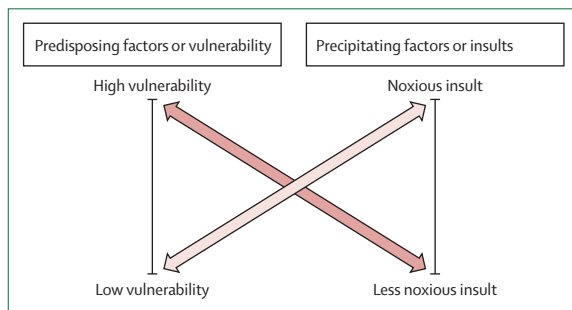 Predisposing factors or vulnerability
Precipitating factors or insults
High vulnerability
Noxious insult
Low vulnerability
Less noxious insult